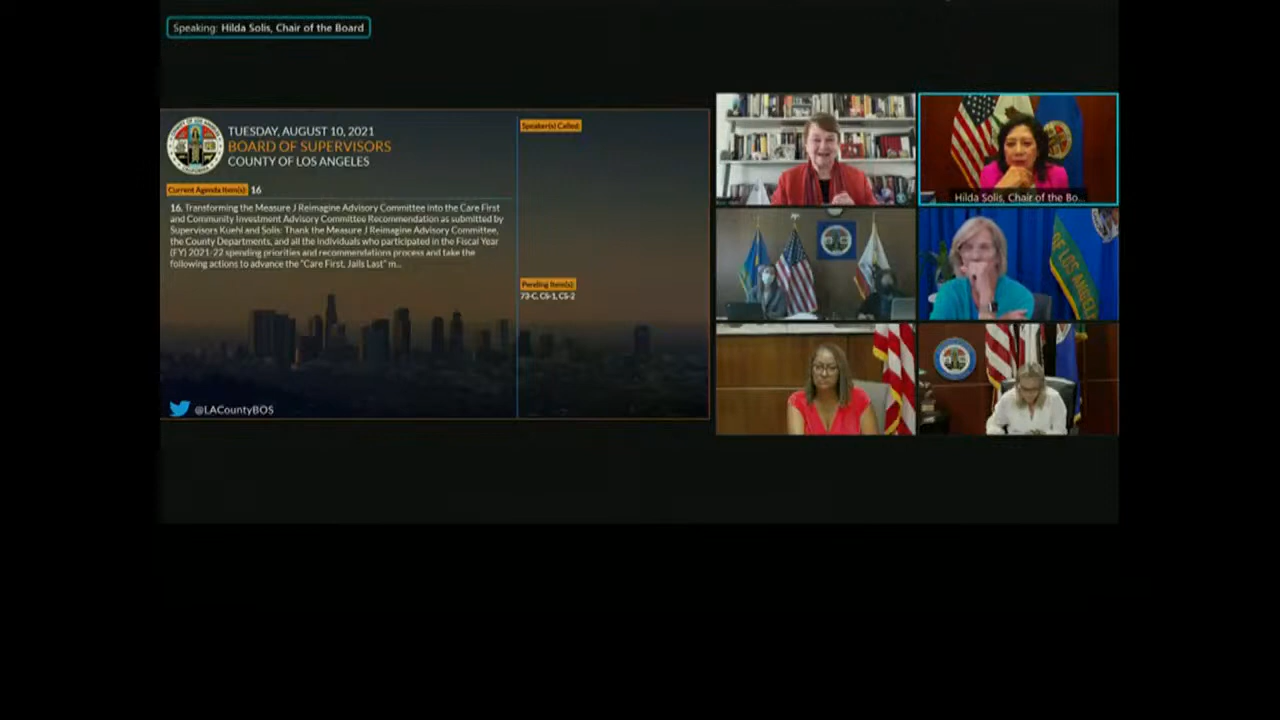 Speaking: Hilda Solis, Chair of the Board
TUESDAY, AUGUST 10, 2021
BOARD OF SUPERVISORS
COUNTY OF LOS ANGELES
Current Agenda Item(s): 16
16. Transforming the Measure J Reimagine Advisory Committee into the Care First
and Community Investment Advisory Committee Recommendation as submitted by
Supervisors Kuehl and Solis: Thank the Measure J Reimagine Advisory Committee,
the County Departments, and all the individuals who participated in the Fiscal Year
(FY) 2021-22 spending priorities and recommendations process and take the
following actions to advance the "Care First, Jails Last" m...
@LACountyBOS
Speaker(s) Called:
Pending Item(s):
73-C, CS-1, CS-2
Hilda Solis, Chair of the Bo...
DE LOS ANGELES